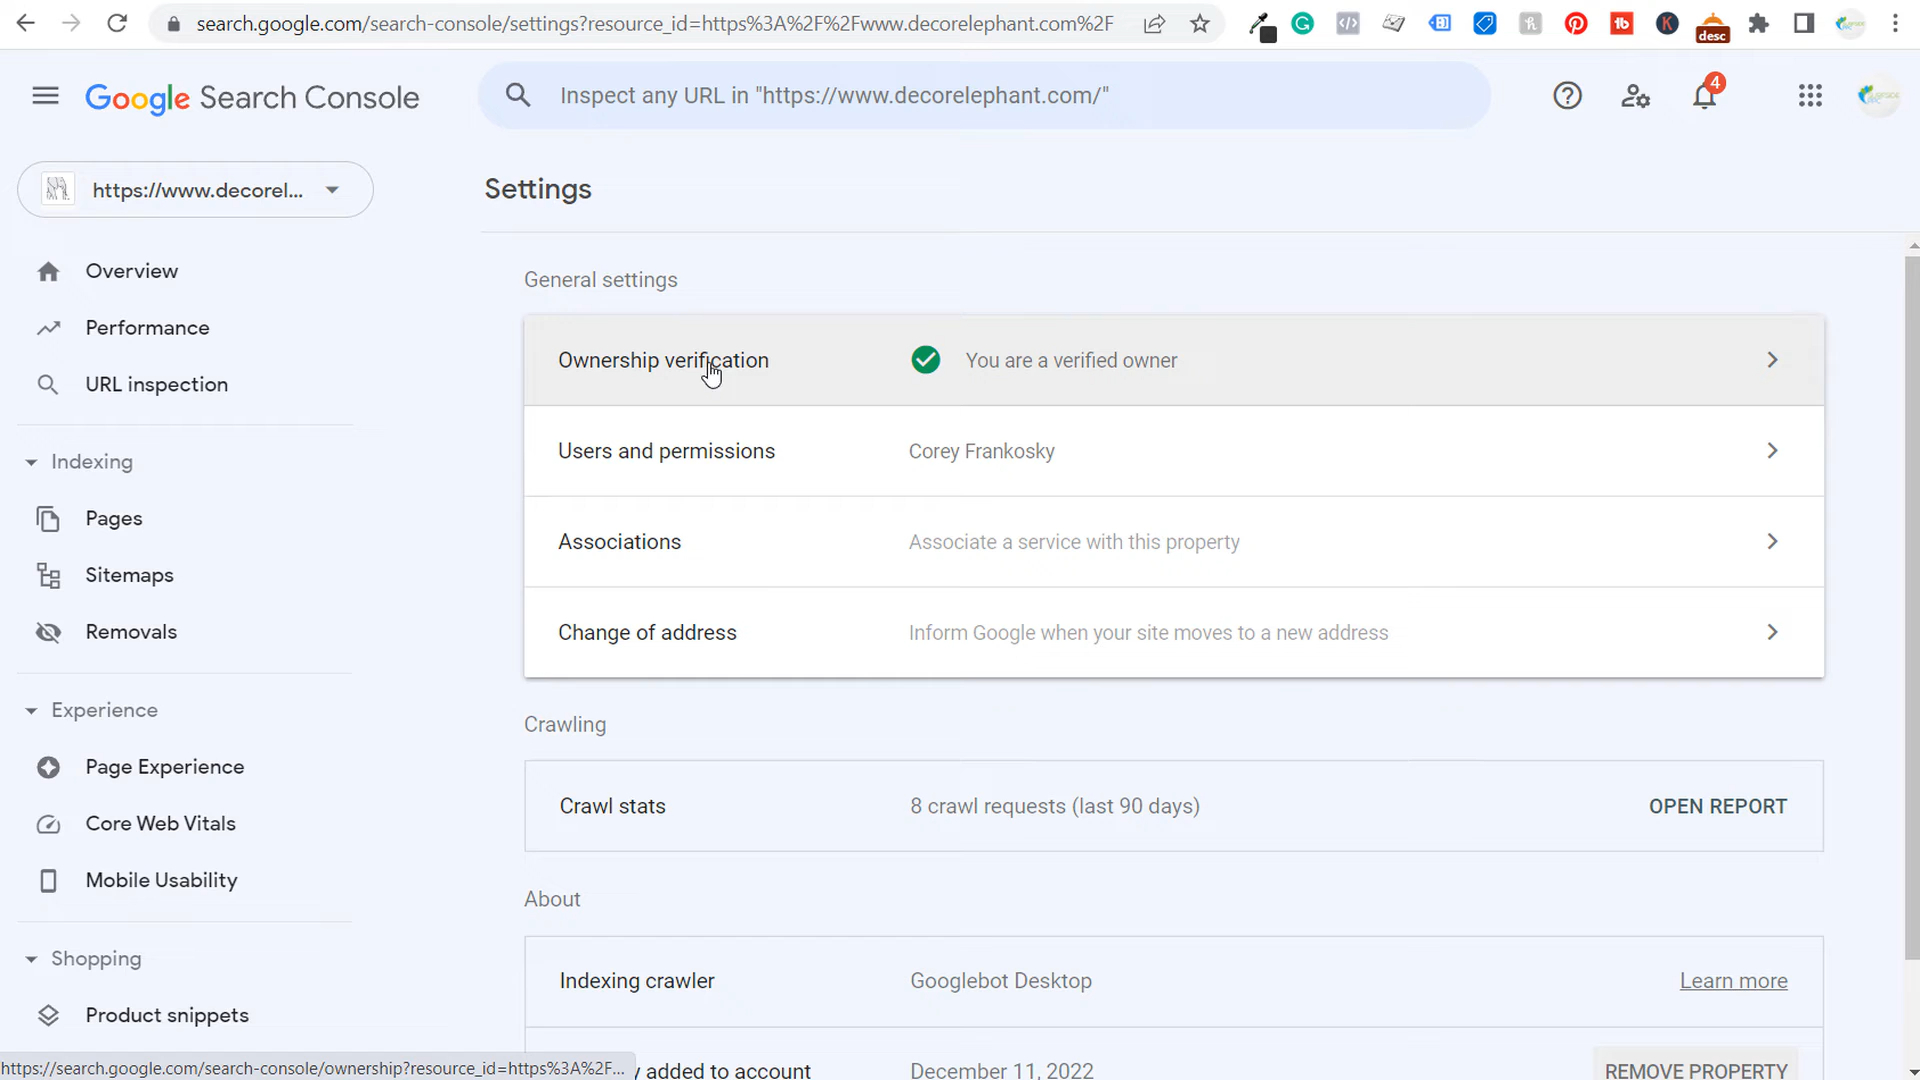 search.google.com/search-console/settings?resource_id=https%3A%2F%2Fwww.decorelephant.com%2F
desc
Google Search Console
Inspect any URL in "https://www.decorelephant.com/"
4
https://www.decorel...
Settings
Overview
Performance
URL inspection
Indexing
Pages
Sitemaps
Removals
Experience
Page Experience
Core Web Vitals
Mobile Usability
Shopping
Product snippets
General settings
Ownership verification You are a verified owner
Users and permissions Corey Frankosky
Associations Associate a service with this property
Change of address Inform Google when your site moves to a new address
Crawling
Crawl stats 8 crawl requests (last 90 days) OPEN REPORT
About
Indexing crawler Googlebot Desktop Learn more
y added to account December 11, 2022 REMOVE PROPERTY
https://search.google.com/search-console/ownership?resource_id=https%3A%2F...